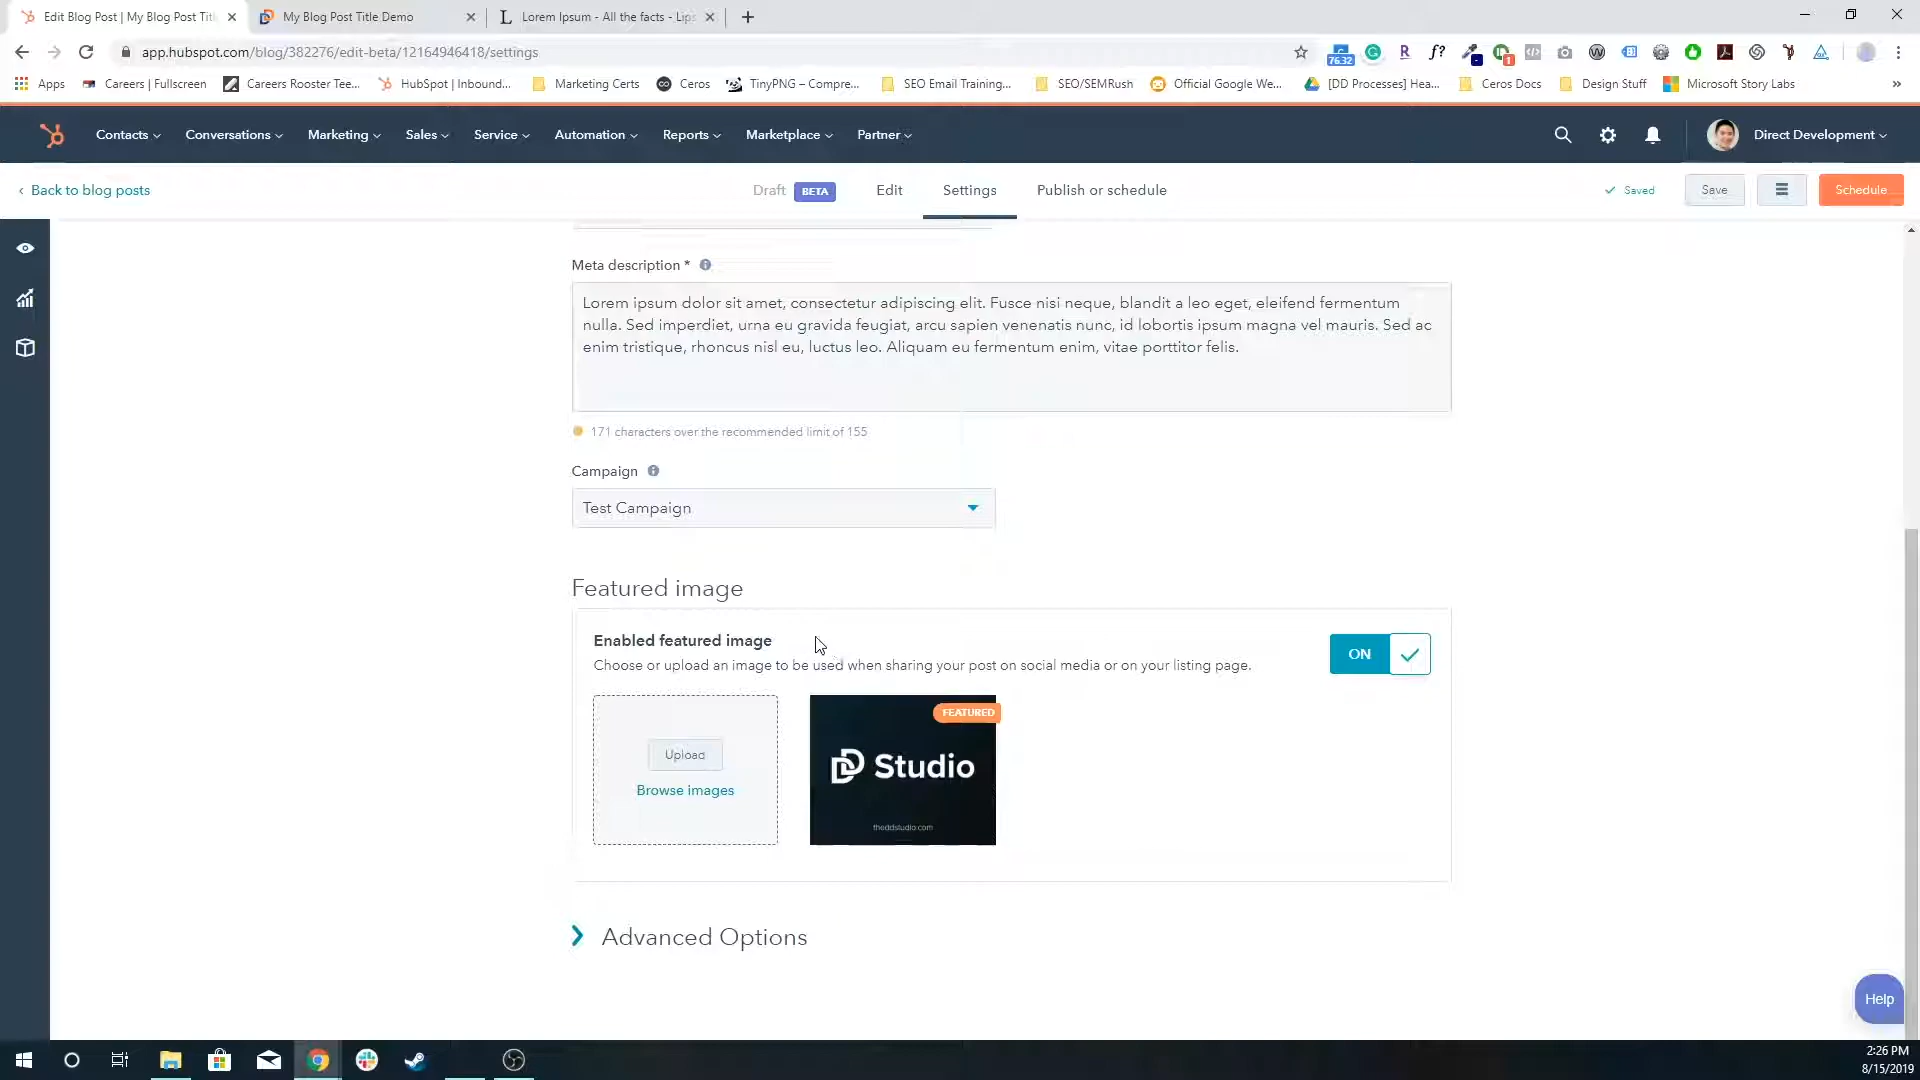 Edit Blog Post | My Blog Post Titl
My Blog Post Title Demo
Lorem Ipsum - All the facts - Lips
app.hubspot.com/blog/382276/edit-beta/12164946418/settings
76.32
f?
1
Apps
Careers | Fullscreen
Careers Rooster Tee...
HubSpot | Inbound...
Marketing Certs
Ceros
TinyPNG – Compre...
SEO Email Training...
SEO/SEMRush
Official Google We...
[DD Processes] Hea...
Ceros Docs
Design Stuff
Microsoft Story Labs
»
Contacts
Conversations
Marketing
Sales
Service
Automation
Reports
Marketplace
Partner
Direct Development
Back to blog posts
Draft BETA
Edit
Settings
Publish or schedule
Saved
Save
Schedule
Meta description *
Lorem ipsum dolor sit amet, consectetur adipiscing elit. Fusce nisi neque, blandit a leo eget, eleifend fermentum
nulla. Sed imperdiet, urna eu gravida feugiat, arcu sapien venenatis nunc, id lobortis ipsum magna vel mauris. Sed ac
enim tristique, rhoncus nisl eu, luctus leo. Aliquam eu fermentum enim, vitae porttitor felis.
171 characters over the recommended limit of 155
Campaign
Test Campaign
Featured image
Enabled featured image
Choose or upload an image to be used when sharing your post on social media or on your listing page.
ON
Upload
Browse images
FEATURED
DD Studio
theddstudio.com
Advanced Options
Help
2:26 PM
8/15/2019